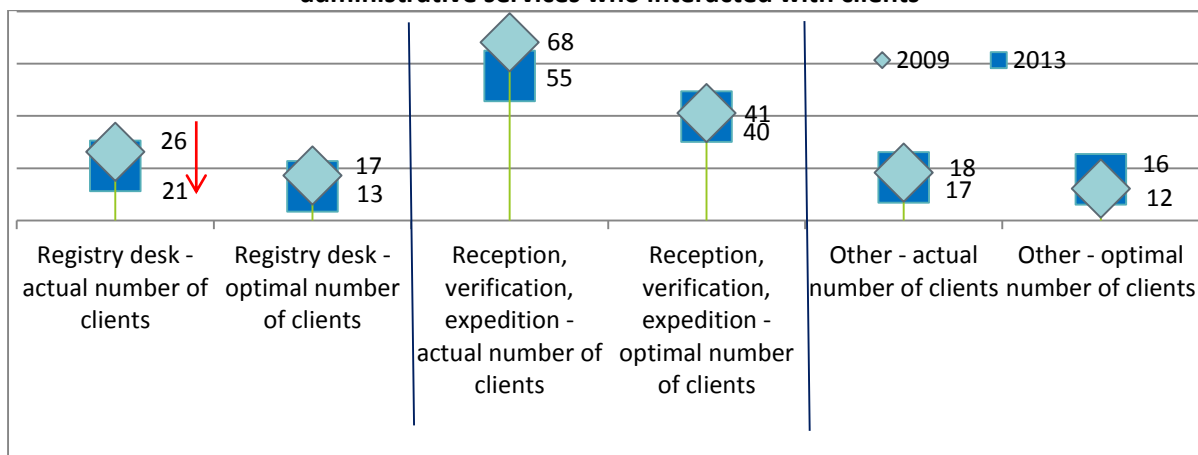 administrative services who interacted with clients
68
55
2009
2013
41
40
26
21
17
13
18
17
16
12
Registry desk -
actual number of
clients
Registry desk -
optimal number
of clients
Reception,
verification,
expedition -
actual number of
clients
Reception,
verification,
expedition -
optimal number
of clients
Other - actual
number of clients
Other - optimal
number of clients